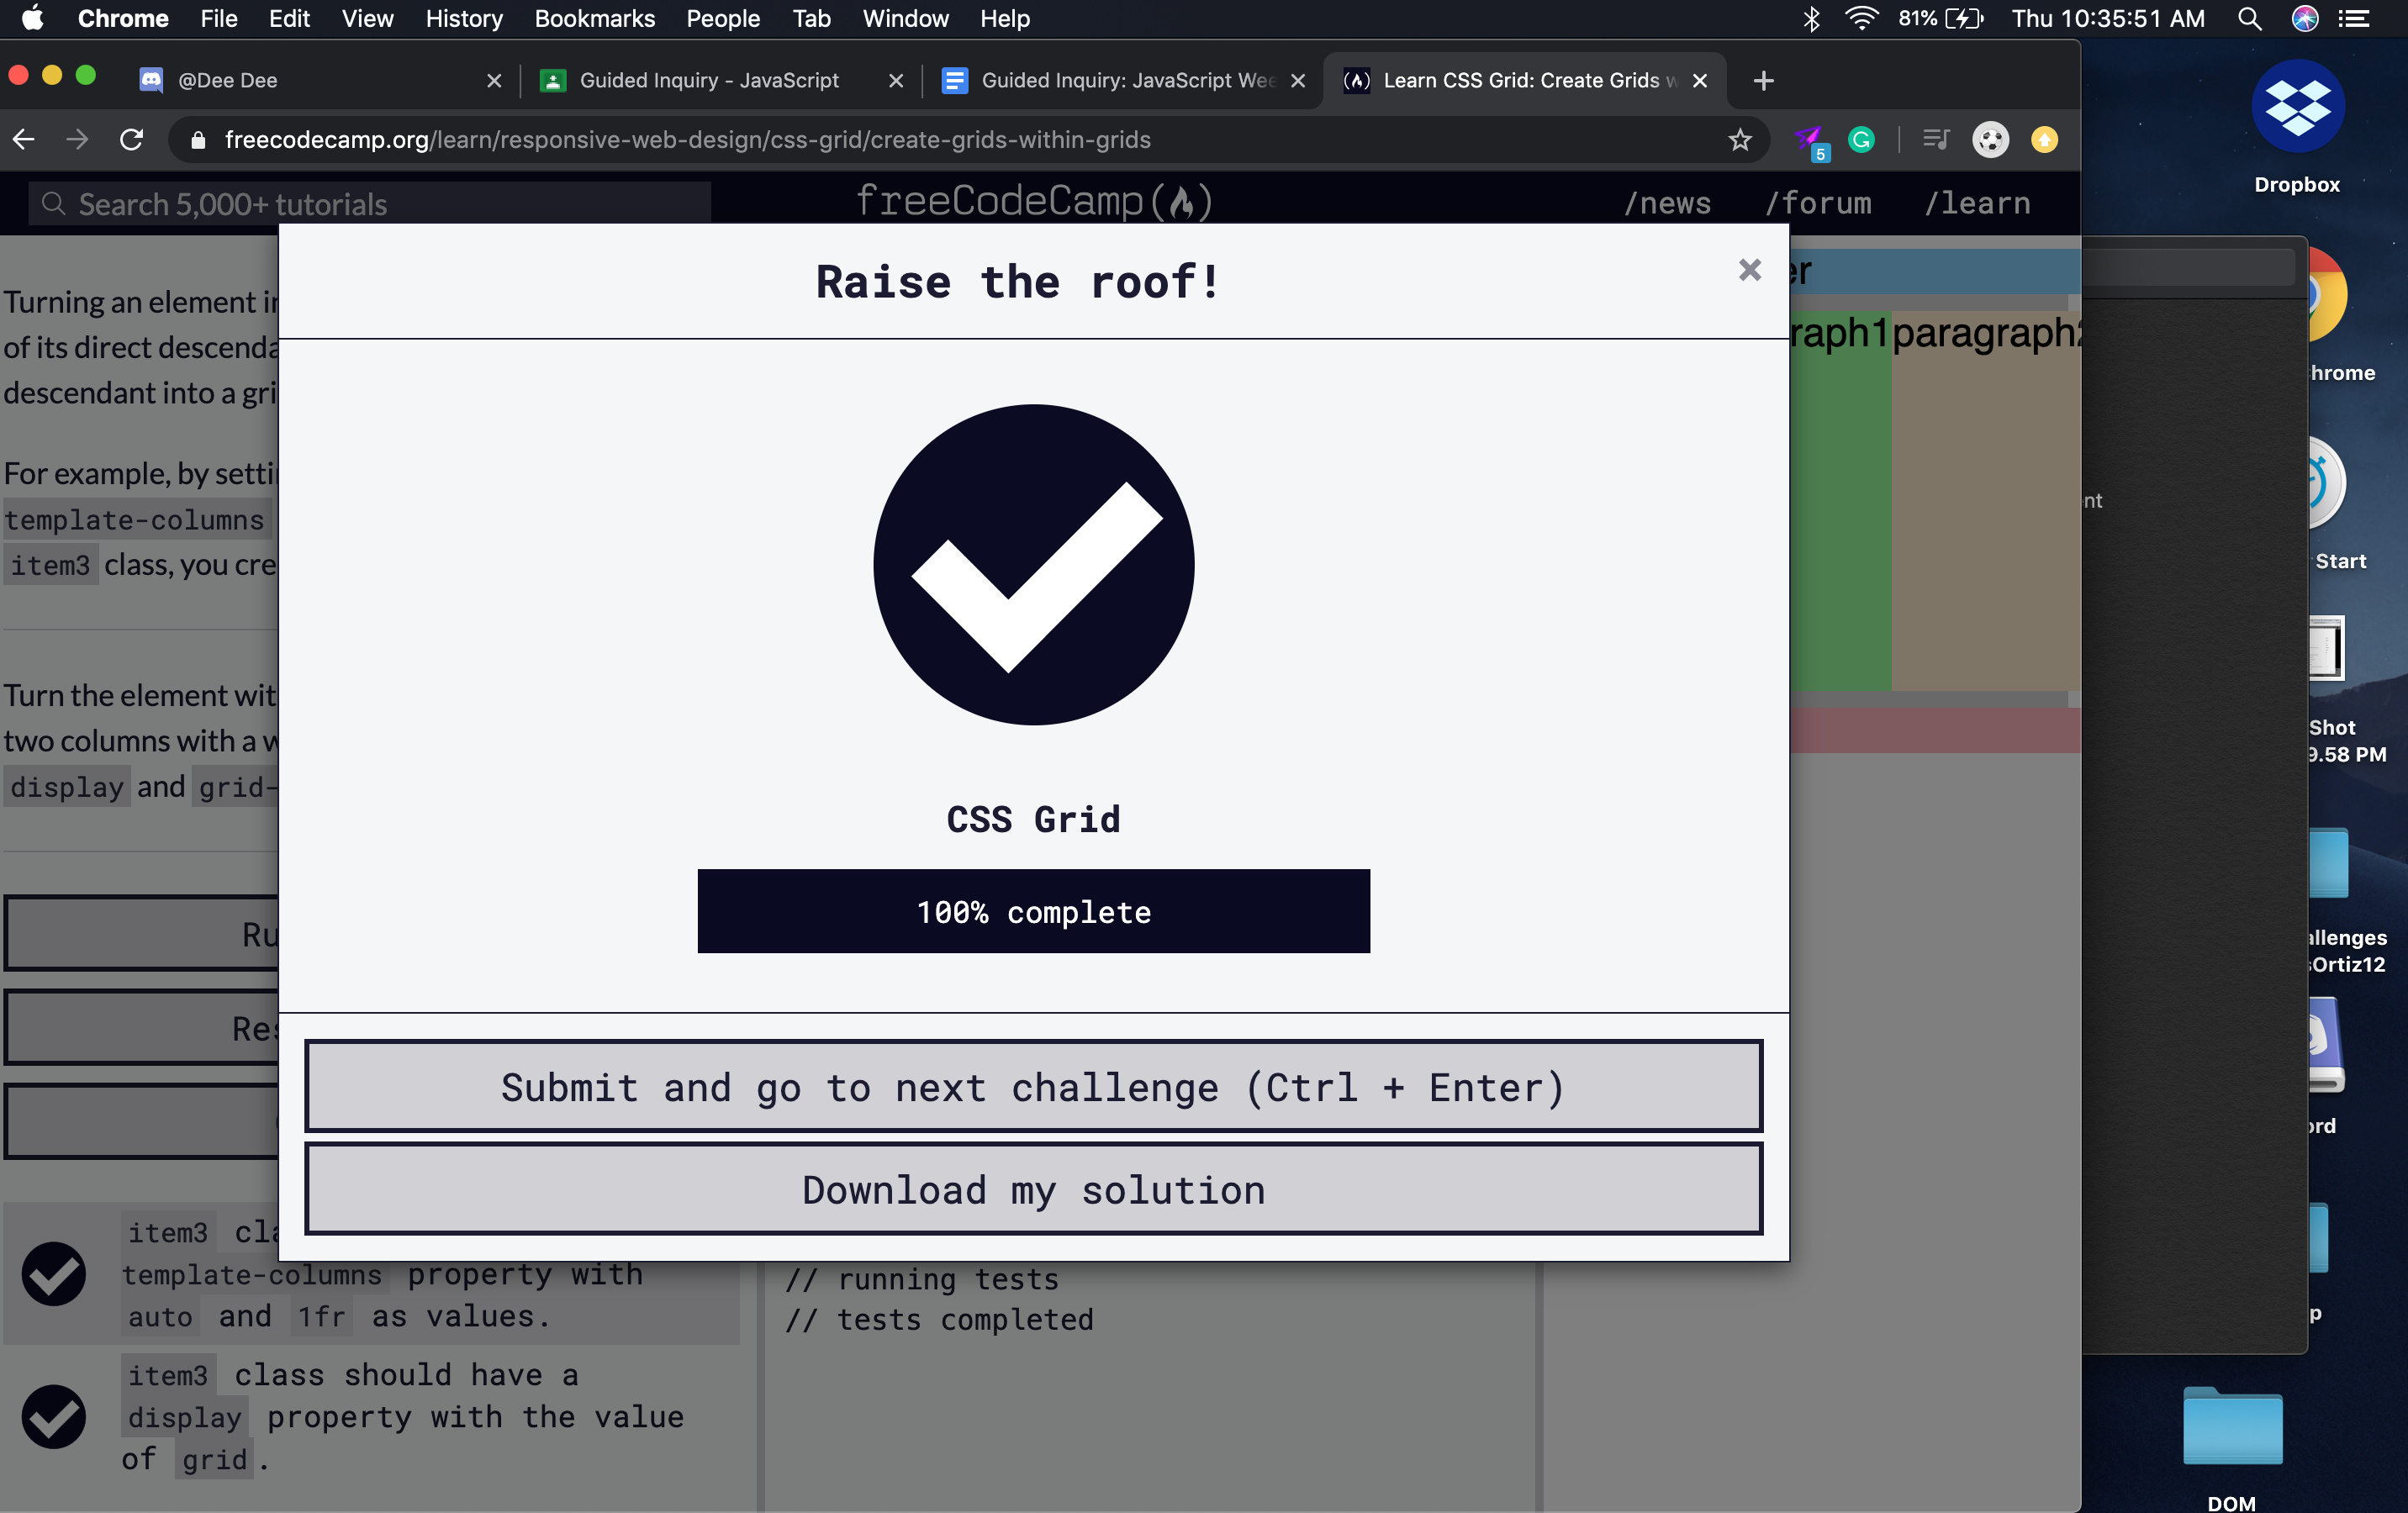 Chrome File Edit View History Bookmarks People Tab Window Help 81% Thu 10:35:51 AM
@Dee Dee
Guided Inquiry - JavaScript
Guided Inquiry: JavaScript Wee
Learn CSS Grid: Create Grids w
freecodecamp.org/learn/responsive-web-design/css-grid/create-grids-within-grids
5
Search 5,000+ tutorials
freeCodeCamp
/news /forum /learn
Raise the roof!
CSS Grid
100% complete
Submit and go to next challenge (Ctrl + Enter)
Download my solution
Turning an element in
of its direct descenda
descendant into a gri
For example, by setti
template-columns
item3 class, you cre
Turn the element wit
two columns with a w
display and grid-
Ru
Res
item3 cla
template-columns property with
auto and 1fr as values.
item3 class should have a
display property with the value
of grid.
// running tests
// tests completed
er
raph1
paragraph2
nt
Dropbox
hrome
Start
Shot
9.58 PM
allenges
sOrtiz12
ord
p
DOM